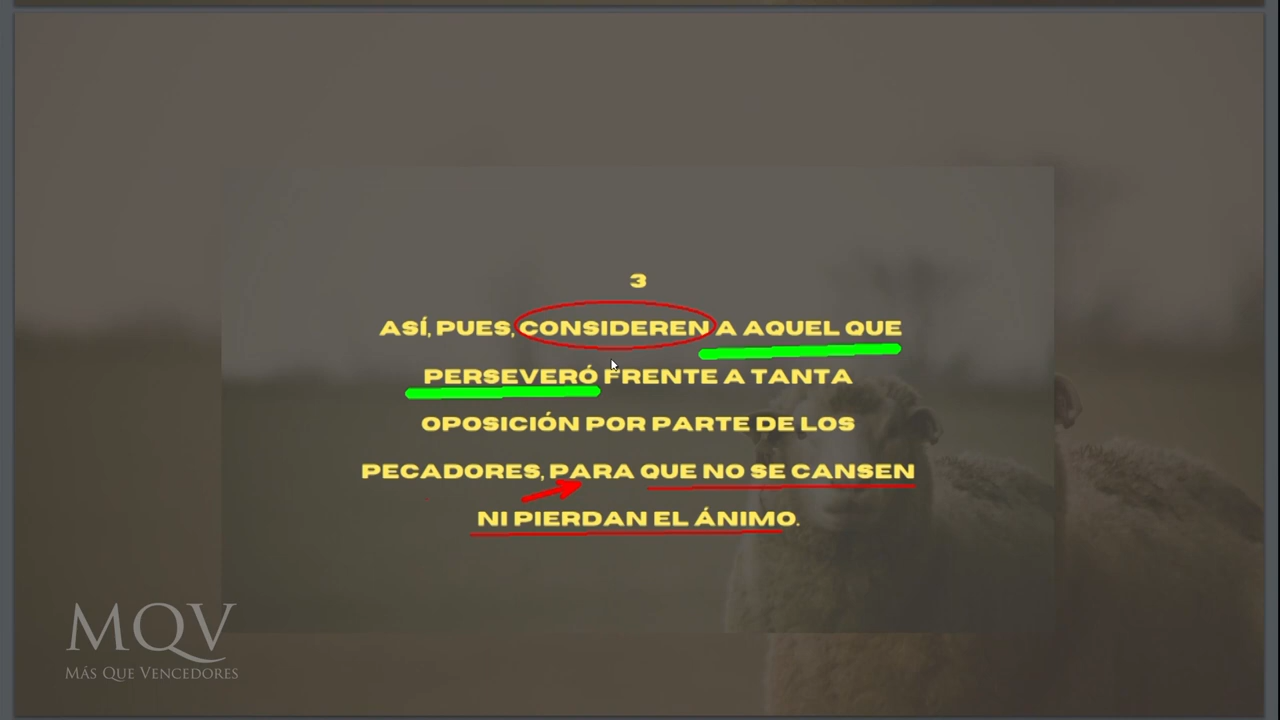 3
ASÍ, PUES, CONSIDEREN A AQUEL QUE
PERSEVERÓ FRENTE A TANTA
OPOSICIÓN POR PARTE DE LOS
PECADORES, PARA QUE NO SE CANSEN
NI PIERDAN EL ÁNIMO.
MQV
MÁS QUE VENCEDORES